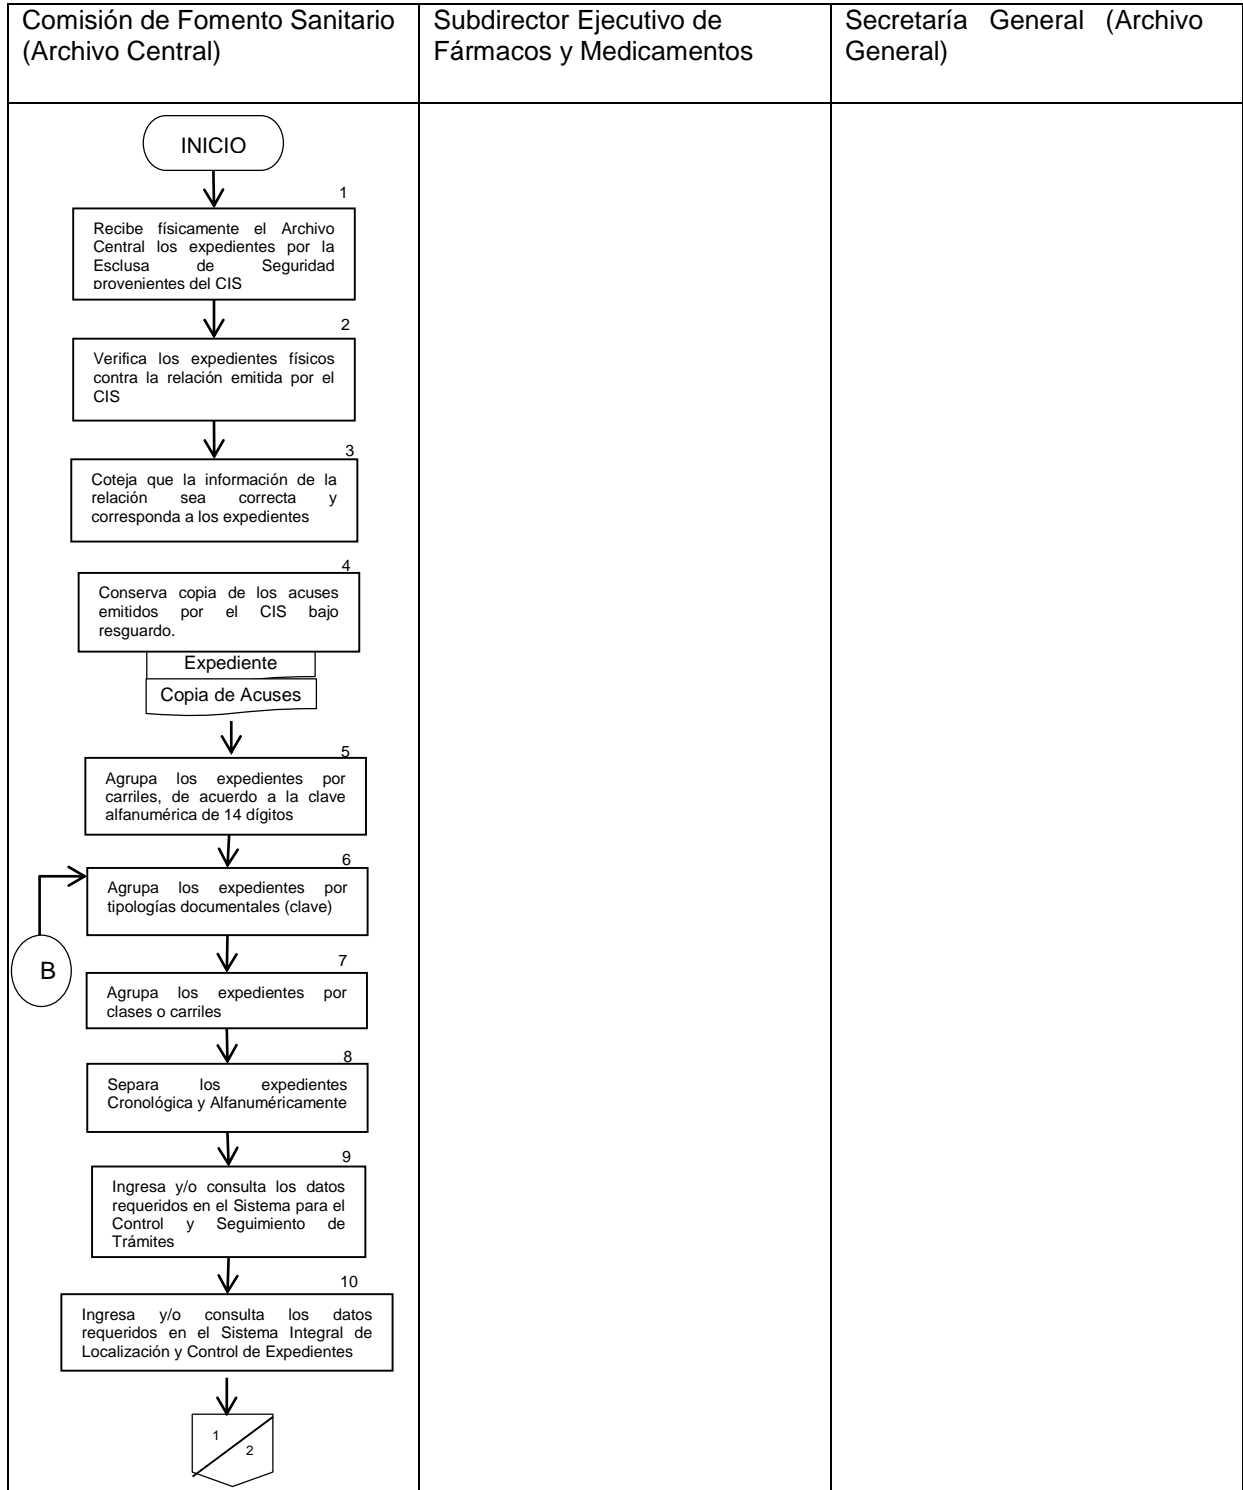 Comisión de Fomento Sanitario
(Archivo Central)
Subdirector Ejecutivo de
Fármacos y Medicamentos
Secretaría General (Archivo
General)
INICIO
1
Recibe físicamente el Archivo
Central los expedientes por la
Esclusa de Seguridad
provenientes del CIS
2
Verifica los expedientes físicos
contra la relación emitida por el
CIS
3
Coteja que la información de la
relación sea correcta y
corresponda a los expedientes
4
Conserva copia de los acuses
emitidos por el CIS bajo
resguardo.
Expediente
Copia de Acuses
5
Agrupa los expedientes por
carriles, de acuerdo a la clave
alfanumérica de 14 dígitos
6
Agrupa los expedientes por
tipologías documentales (clave)
B
7
Agrupa los expedientes por
clases o carriles
8
Separa los expedientes
Cronológica y Alfanuméricamente
9
Ingresa y/o consulta los datos
requeridos en el Sistema para el
Control y Seguimiento de
Trámites
10
Ingresa y/o consulta los datos
requeridos en el Sistema Integral de
Localización y Control de Expedientes
1
2